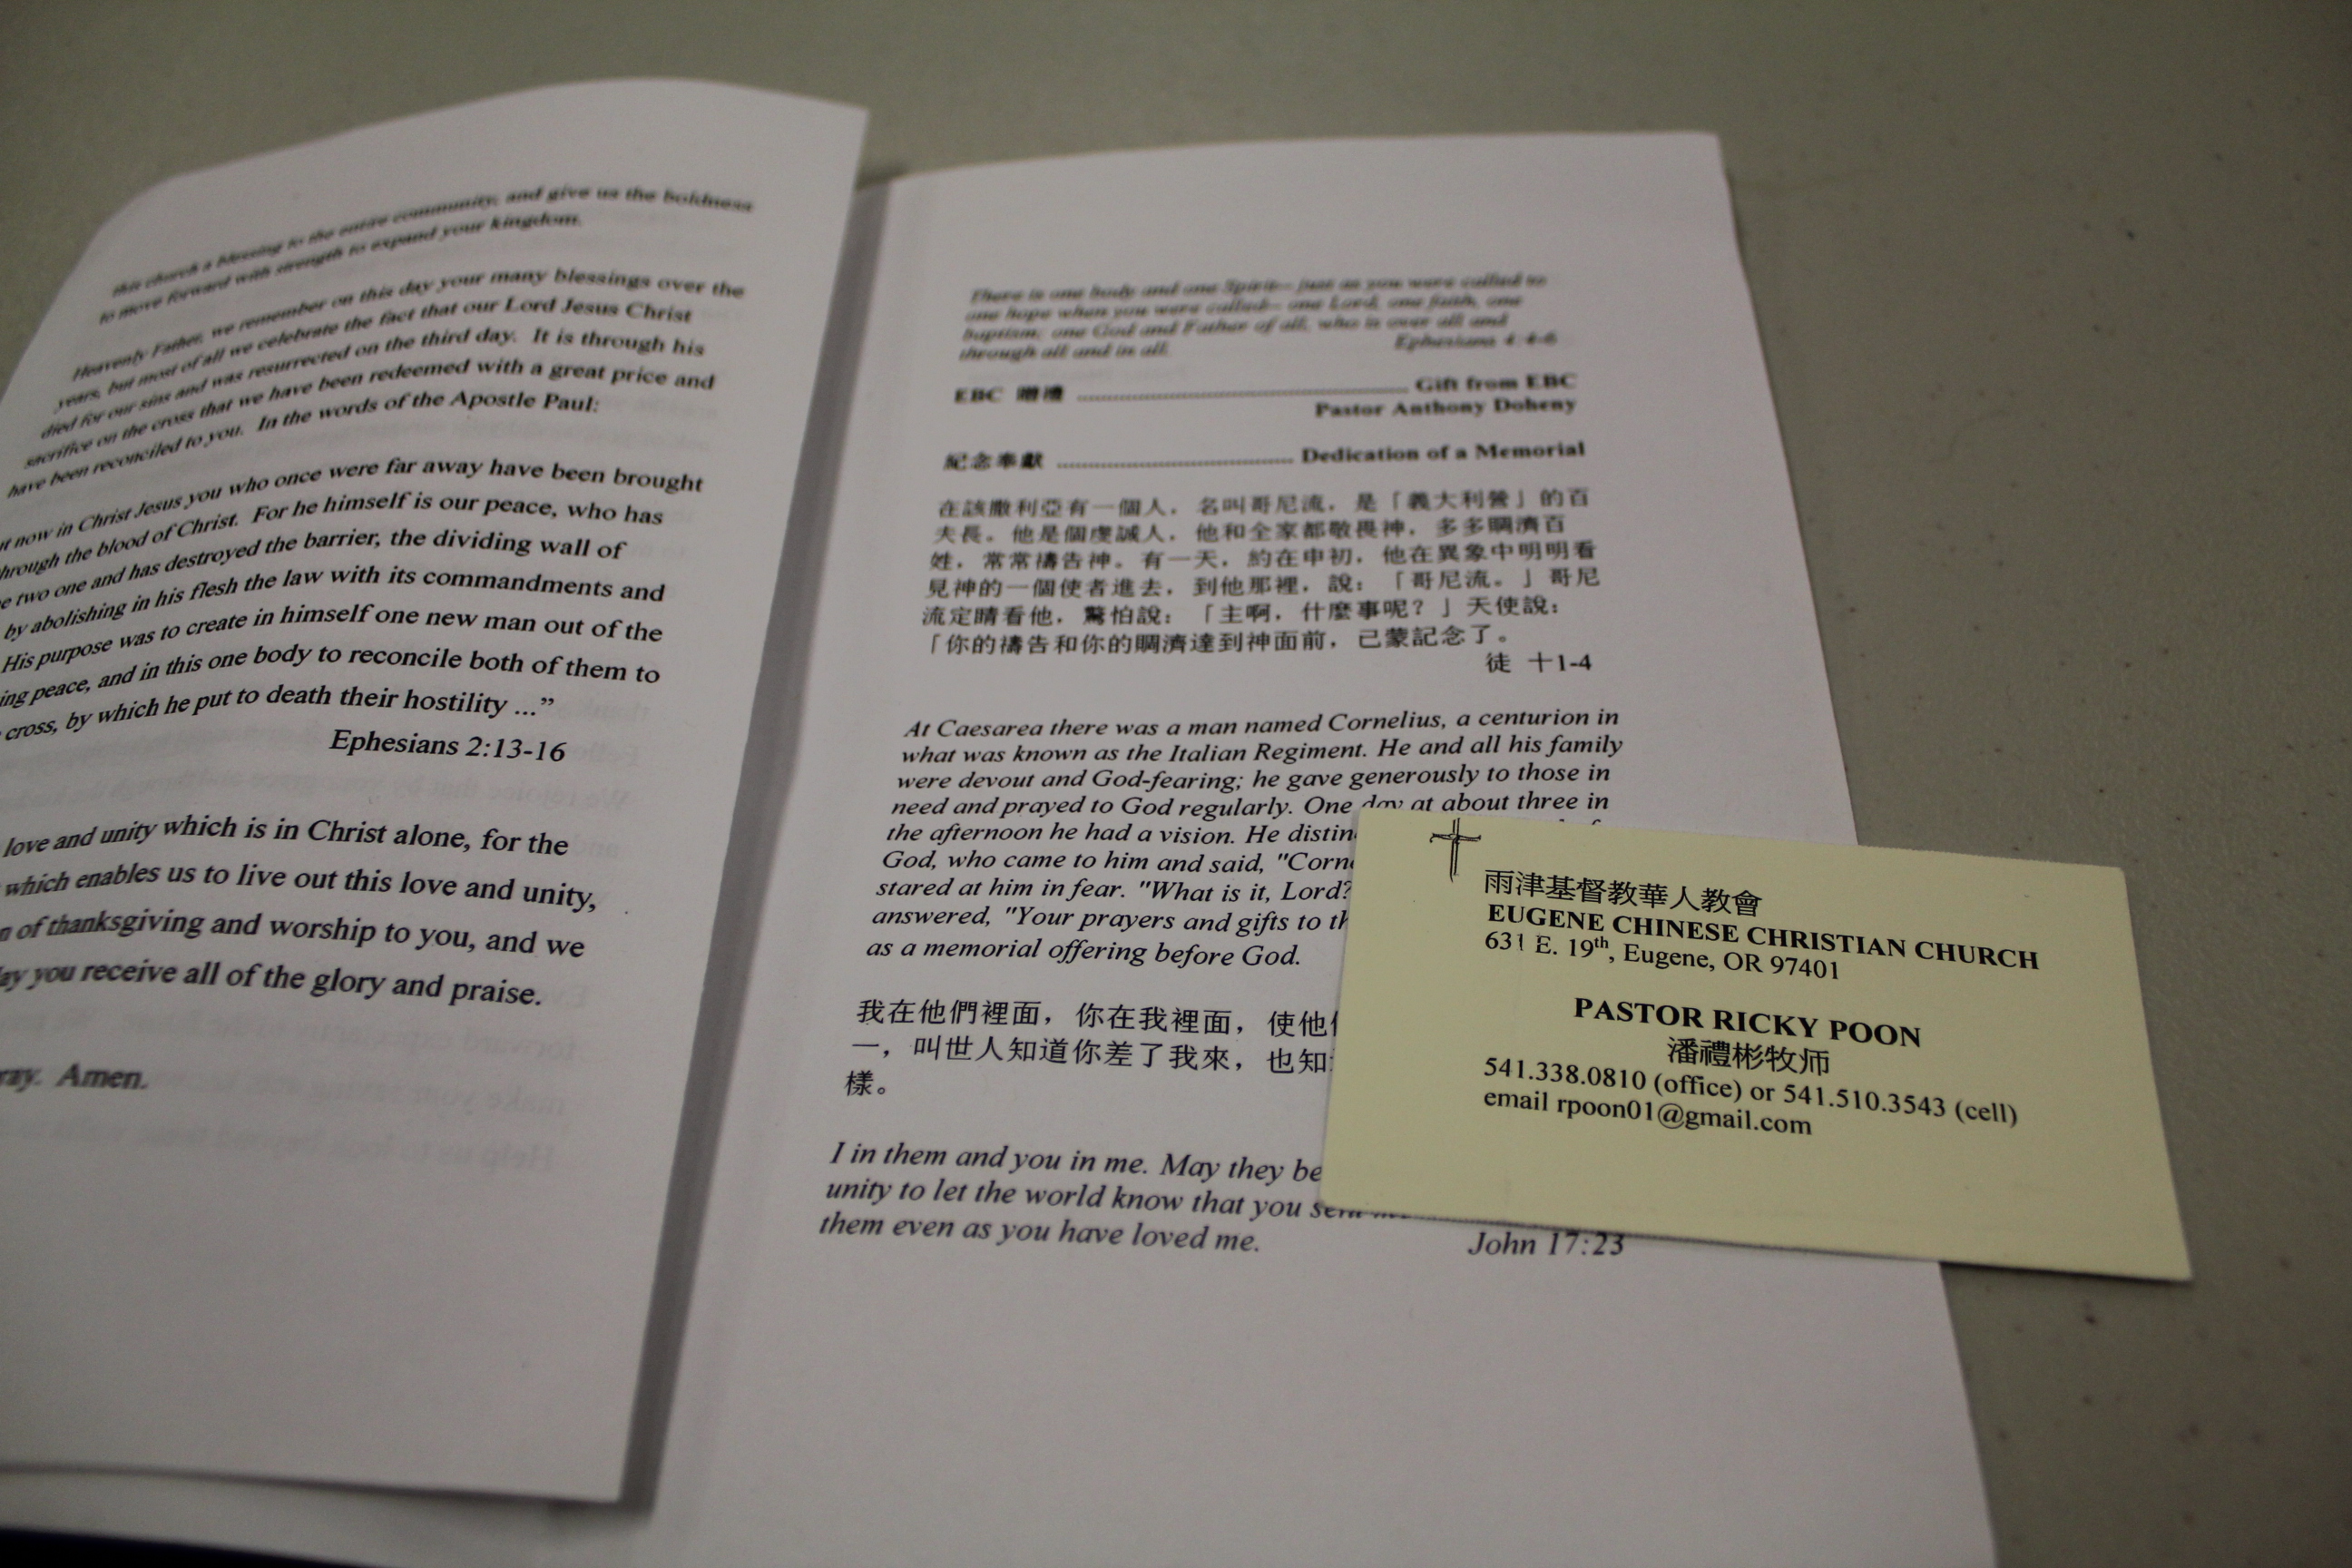 this church a blessing to the entire community, and give us the boldness
to move forward with strength to expand your kingdom.
Heavenly Father, we remember on this day your many blessings over the
years, but most of all we celebrate the fact that our Lord Jesus Christ
died for our sins and was resurrected on the third day. It is through his
sacrifice on the cross that we have been redeemed with a great price and
have been reconciled to you. In the words of the Apostle Paul:
now in Christ Jesus you who once were far away have been brought
through the blood of Christ. For he himself is our peace, who has
two one and has destroyed the barrier, the dividing wall of
by abolishing in his flesh the law with its commandments and
His purpose was to create in himself one new man out of the
ing peace, and in this one body to reconcile both of them to
cross, by which he put to death their hostility ..."
Ephesians 2:13-16
love and unity which is in Christ alone, for the
which enables us to live out this love and unity,
of thanksgiving and worship to you, and we
you receive all of the glory and praise.
Amen.
There is one body and one Spirit-- just as you were called to
one hope when you were called-- one Lord, one faith, one
baptism; one God and Father of all, who is over all and
through all and in all. Ephesians 4:4-6
EBC 贈禮 ........ Gift from EBC
Pastor Anthony Doheny
紀念奉獻 ........ Dedication of a Memorial
在該撒利亞有一個人，名叫哥尼流，是「義大利營」的百
夫長。他是個虔誠人，他和全家都敬畏神，多多賙濟百
姓，常常禱告神。有一天，約在申初，他在異象中明明看
見神的一個使者進去，到他那裡，說：「哥尼流。」哥尼
流定睛看他，驚怕說：「主啊，什麼事呢？」天使說：
「你的禱告和你的賙濟達到神面前，已蒙記念了。
徒 十1-4
At Caesarea there was a man named Cornelius, a centurion in
what was known as the Italian Regiment. He and all his family
were devout and God-fearing; he gave generously to those in
need and prayed to God regularly. One day at about three in
the afternoon he had a vision. He distin
God, who came to him and said, "Corne
stared at him in fear. "What is it, Lord?
answered, "Your prayers and gifts to th
as a memorial offering before God.
我在他們裡面，你在我裡面，使他
一，叫世人知道你差了我來，也知
樣。
I in them and you in me. May they be
unity to let the world know that you sent
them even as you have loved me.
John 17:23
雨津基督教華人教會
EUGENE CHINESE CHRISTIAN CHURCH
631 E. 19th, Eugene, OR 97401
PASTOR RICKY POON
潘禮彬牧师
541.338.0810 (office) or 541.510.3543 (cell)
email rpoon01@gmail.com